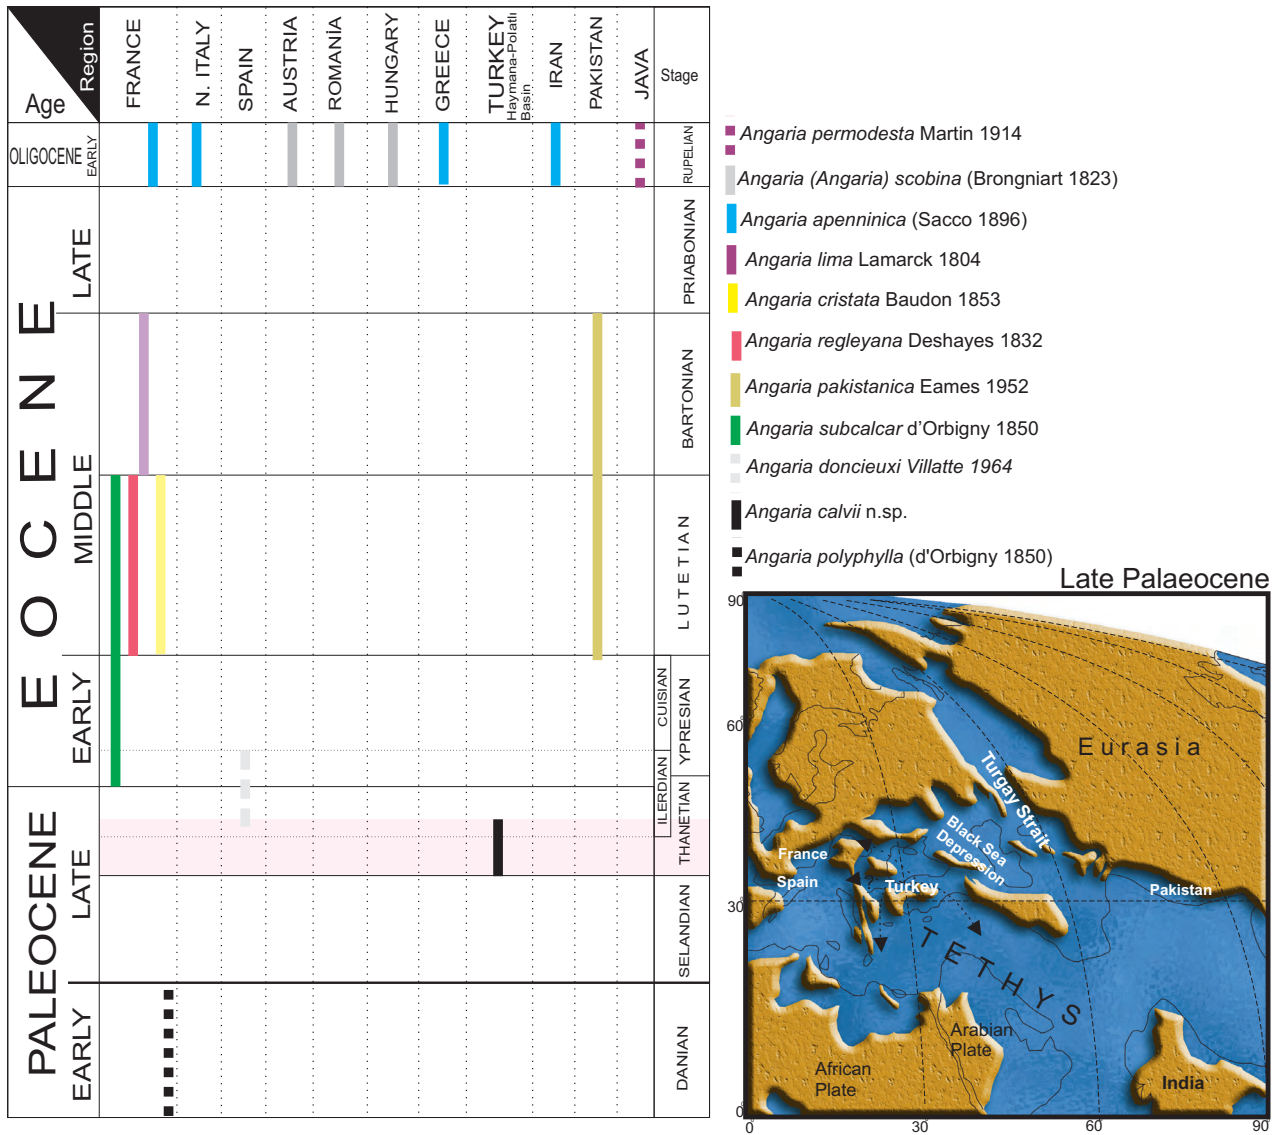 Region
Age
FRANCE
N. ITALY
SPAIN
AUSTRIA
ROMANİA
HUNGARY
GREECE
TURKEY
Haymana-Polatlı
Basin
IRAN
PAKISTAN
JAVA
Stage
OLIGOCENE
EARLY
RUPELIAN
EOCENE
LATE
PRIABONIAN
MIDDLE
BARTONIAN
LUTETIAN
EARLY
CUISIAN
YPRESIAN
ILERDIAN
PALEOCENE
LATE
THANETIAN
SELANDIAN
EARLY
DANIAN
Angaria permodesta Martin 1914
Angaria (Angaria) scobina (Brongniart 1823)
Angaria apenninica (Sacco 1896)
Angaria lima Lamarck 1804
Angaria cristata Baudon 1853
Angaria regleyana Deshayes 1832
Angaria pakistanica Eames 1952
Angaria subcalcar d'Orbigny 1850
Angaria doncieuxi Villatte 1964
Angaria calvii n.sp.
Angaria polyphylla (d'Orbigny 1850)
Late Palaeocene
90
60
30
0
Eurasia
Turgay Strait
Black Sea
Depression
France
Spain
Turkey
Pakistan
TETHYS
Arabian
Plate
African
Plate
India
0
30
60
90